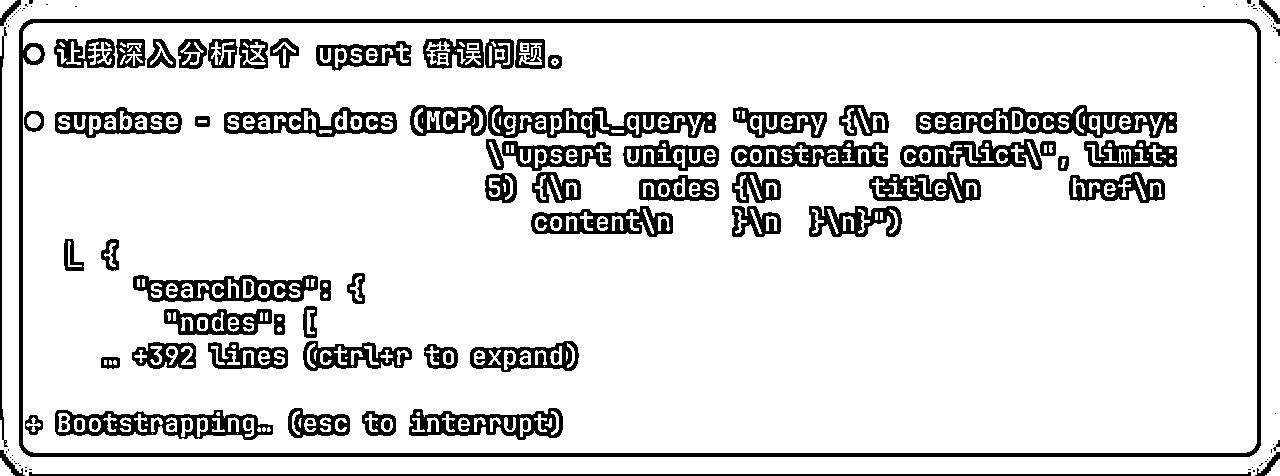 让我深入分析这个 upsert 错误问题。
supabase - search_docs (MCP)(graphql_query: "query {\n  searchDocs(query:
\"upsert unique constraint conflict\", limit:
5) {\n    nodes {\n      title\n      href\n
content\n    }\n  }\n}")
⎿ {
"searchDocs": {
"nodes": [
… +392 lines (ctrl+r to expand)
+ Bootstrapping… (esc to interrupt)